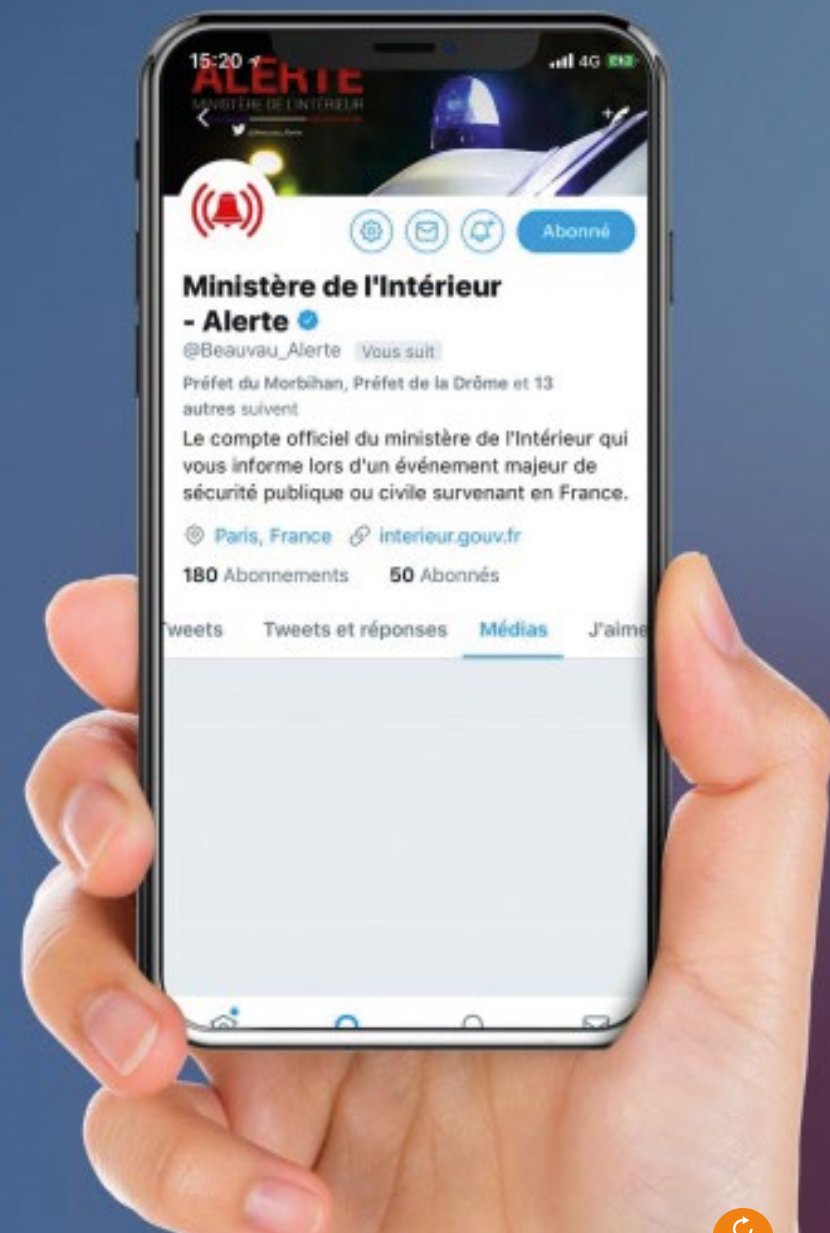 15:20
4G
ALERTE
MINISTÈRE DE L'INTÉRIEUR
@Beauvau_Alerte
Abonné
Ministère de l'Intérieur
- Alerte
@Beauvau_Alerte Vous suit
Préfet du Morbihan, Préfet de la Drôme et 13
autres suivent
Le compte officiel du ministère de l'Intérieur qui
vous informe lors d'un événement majeur de
sécurité publique ou civile survenant en France.
Paris, France interieur.gouv.fr
180 Abonnements 50 Abonnés
Tweets Tweets et réponses Médias J'aime